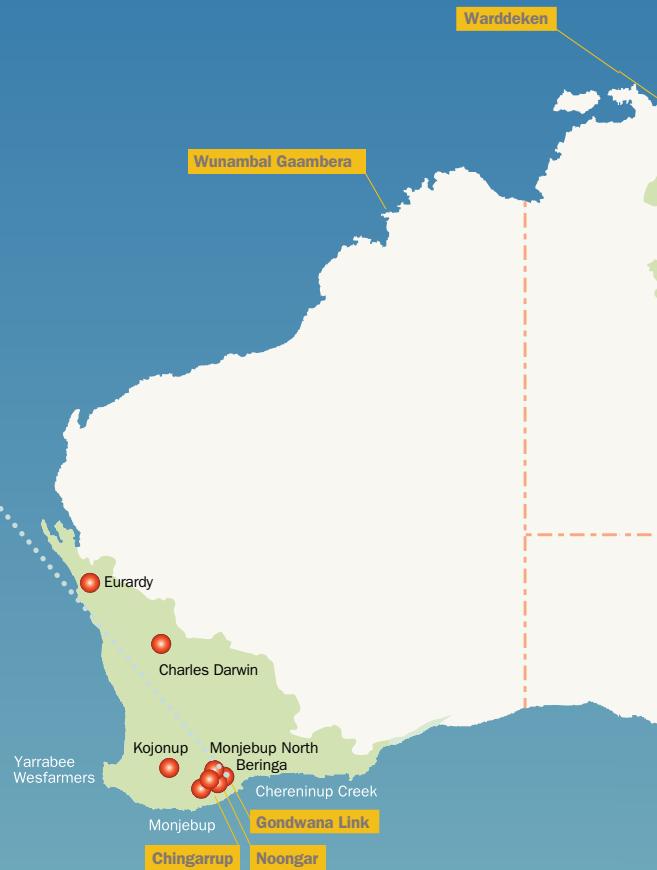 Warddeken
Wunambal Gaambera
Eurardy
Charles Darwin
Kojonup
Monjebup North
Beringa
Yarrabee
Wesfarmers
Chereninup Creek
Monjebup
Gondwana Link
Chingarrup
Noongar